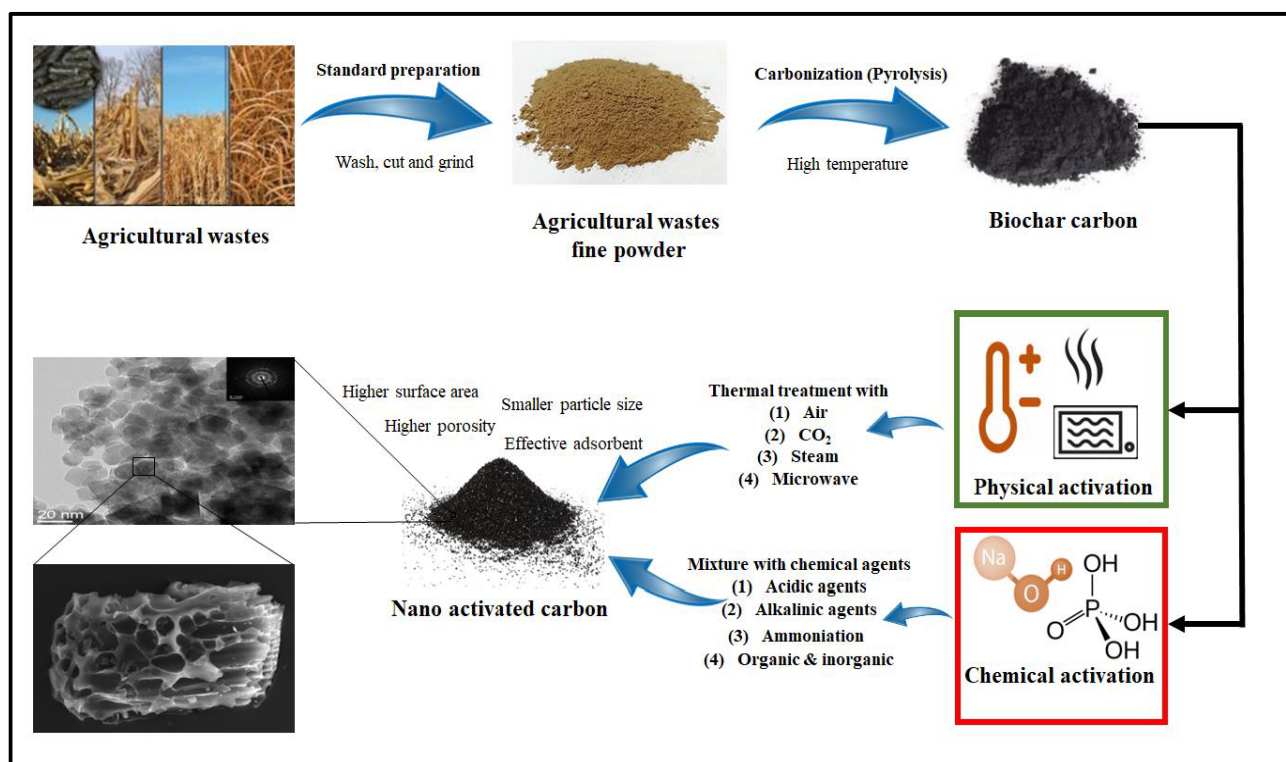 Standard preparation
Wash, cut and grind
Carbonization (Pyrolysis)
High temperature
Agricultural wastes
Agricultural wastes
fine powder
Biochar carbon
Higher surface area
Smaller particle size
Higher porosity
Effective adsorbent
Thermal treatment with
(1) Air
(2) CO₂
(3) Steam
(4) Microwave
Physical activation
20 nm
Nano activated carbon
Mixture with chemical agents
(1) Acidic agents
(2) Alkalinic agents
(3) Ammoniation
(4) Organic & inorganic
Na
O
H
OH
P
O
OH
OH
Chemical activation